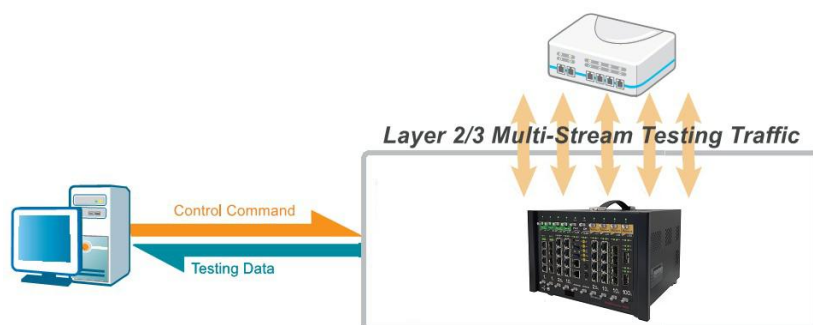 Layer 2/3 Multi-Stream Testing Traffic
Control Command
Testing Data